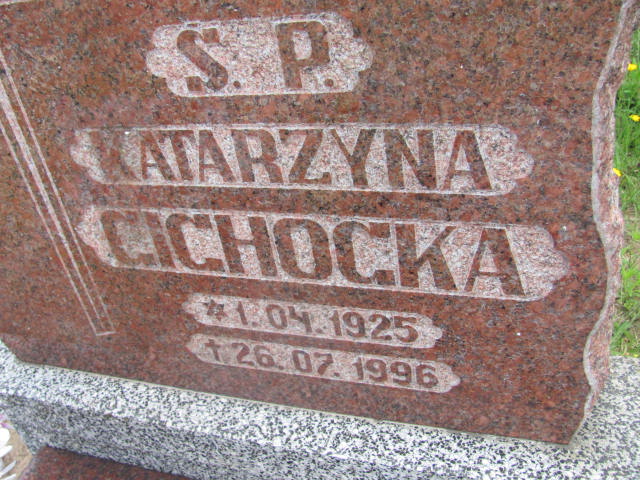 S. P.
KATARZYNA
CICHOCKA
* 1. 04. 1925
† 26. 07. 1996